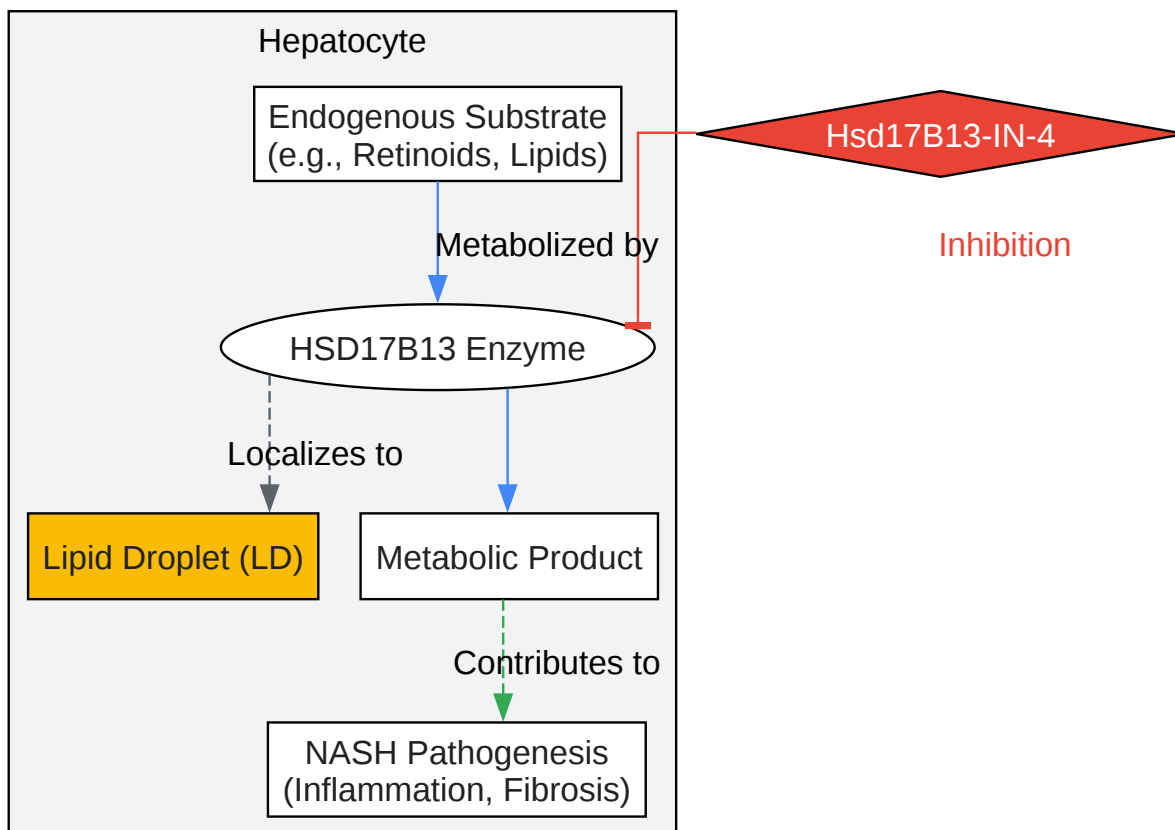 Hepatocyte
Endogenous Substrate
(e.g., Retinoids, Lipids)
Hsd17B13-IN-4
Metabolized by
Inhibition
HSD17B13 Enzyme
Localizes to
Lipid Droplet (LD)
Metabolic Product
Contributes to
NASH Pathogenesis
(Inflammation, Fibrosis)